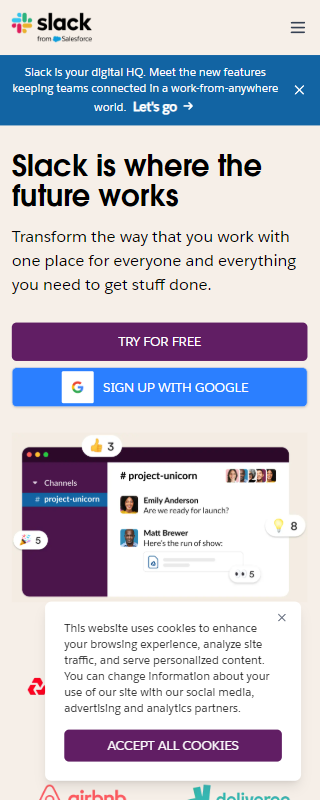 slack
from Salesforce
Slack is your digital HQ. Meet the new features
keeping teams connected in a work-from-anywhere
world. Let's go →
Slack is where the
future works
Transform the way that you work with
one place for everyone and everything
you need to get stuff done.
TRY FOR FREE
SIGN UP WITH GOOGLE
👍 3
Channels
# project-unicorn
# project-unicorn
Emily Anderson
Are we ready for launch?
💡 8
Matt Brewer
Here's the run of show:
🎉 5
👀 5
This website uses cookies to enhance
your browsing experience, analyze site
traffic, and serve personalized content.
You can change information about your
use of our site with our social media,
advertising and analytics partners.
ACCEPT ALL COOKIES
airbnb
deliveroo